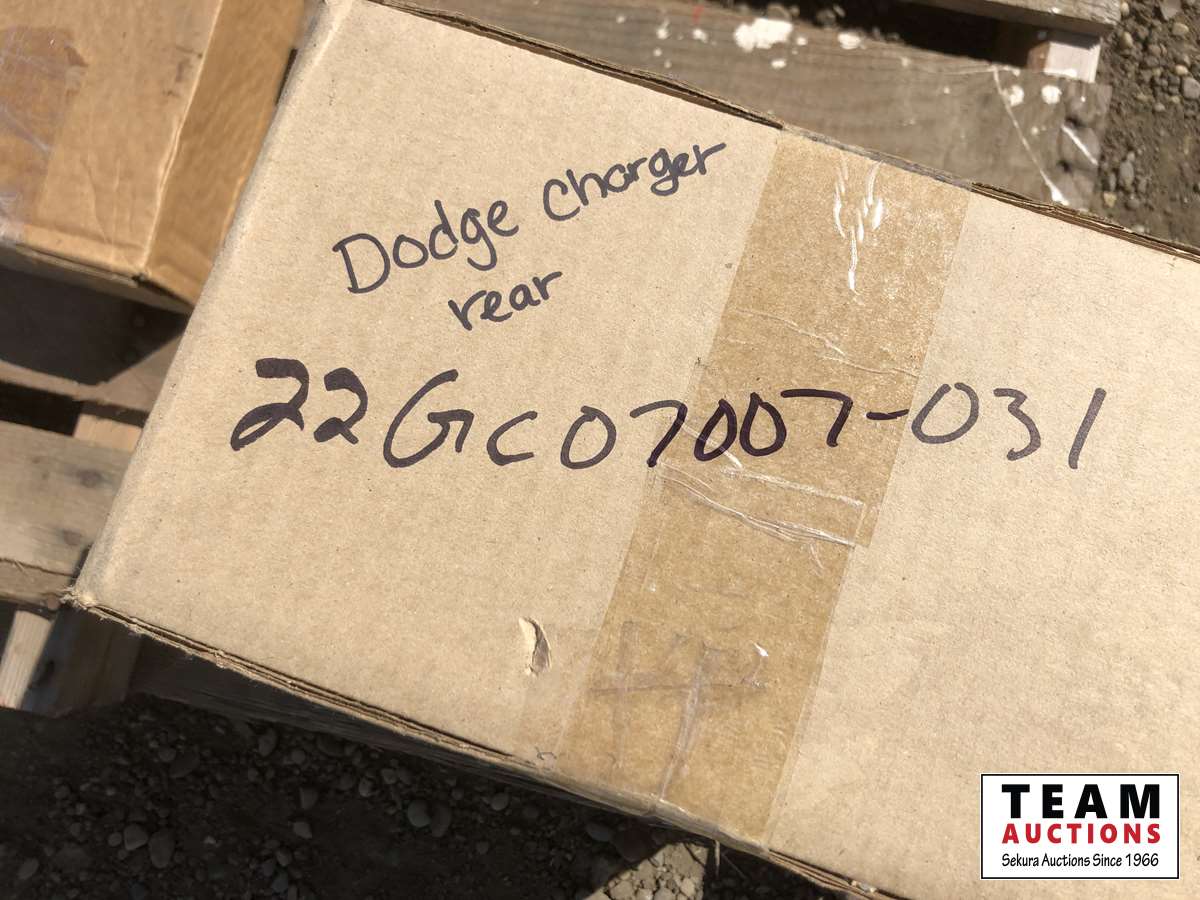 Dodge Charger
rear
22GC07007-031
TEAM
AUCTIONS
Sekura Auctions Since 1966